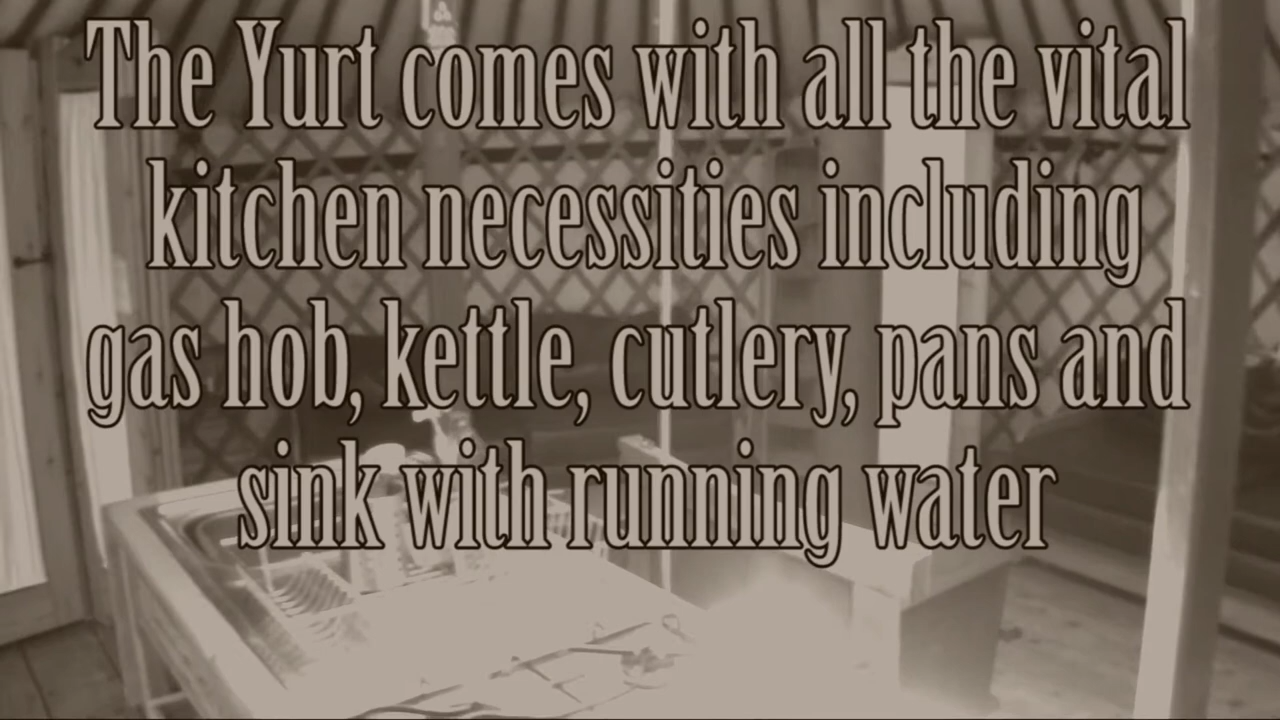 The Yurt comes with all the vital
kitchen necessities including
gas hob, kettle, cutlery, pans and
sink with running water